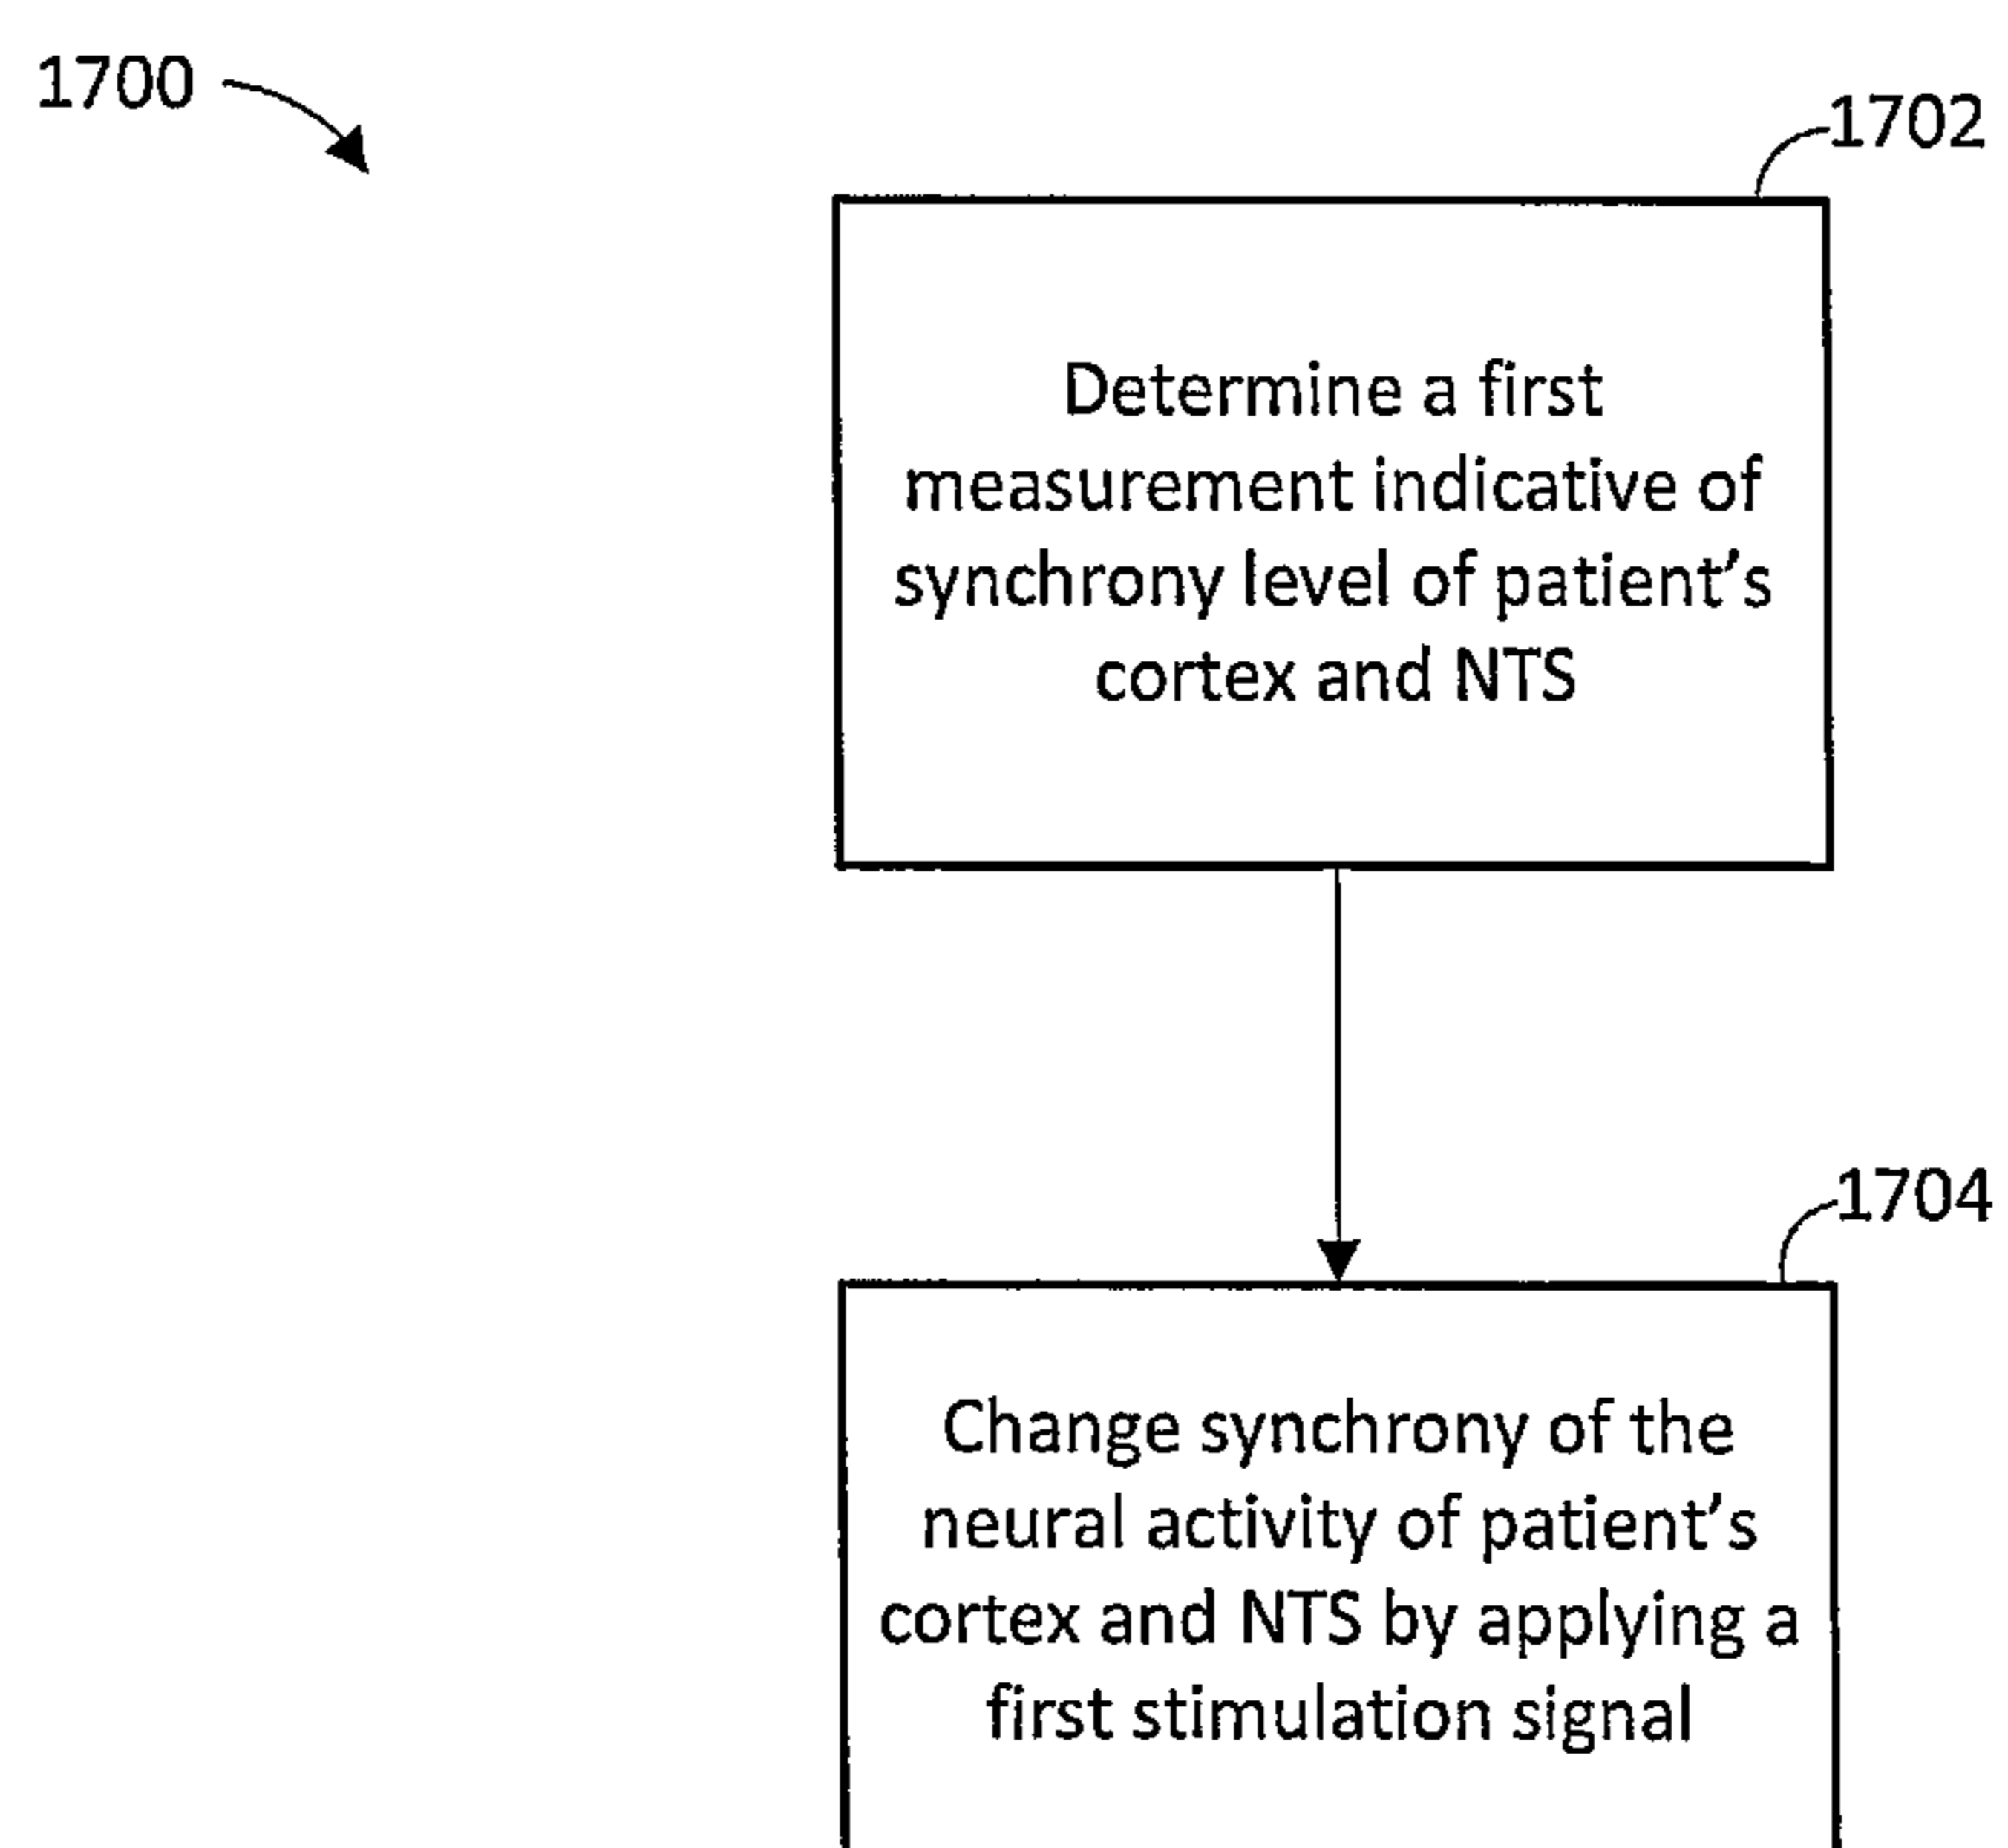 1700
1702
Determine a first
measurement indicative of
synchrony level of patient's
cortex and NTS
1704
Change synchrony of the
neural activity of patient's
cortex and NTS by applying a
first stimulation signal